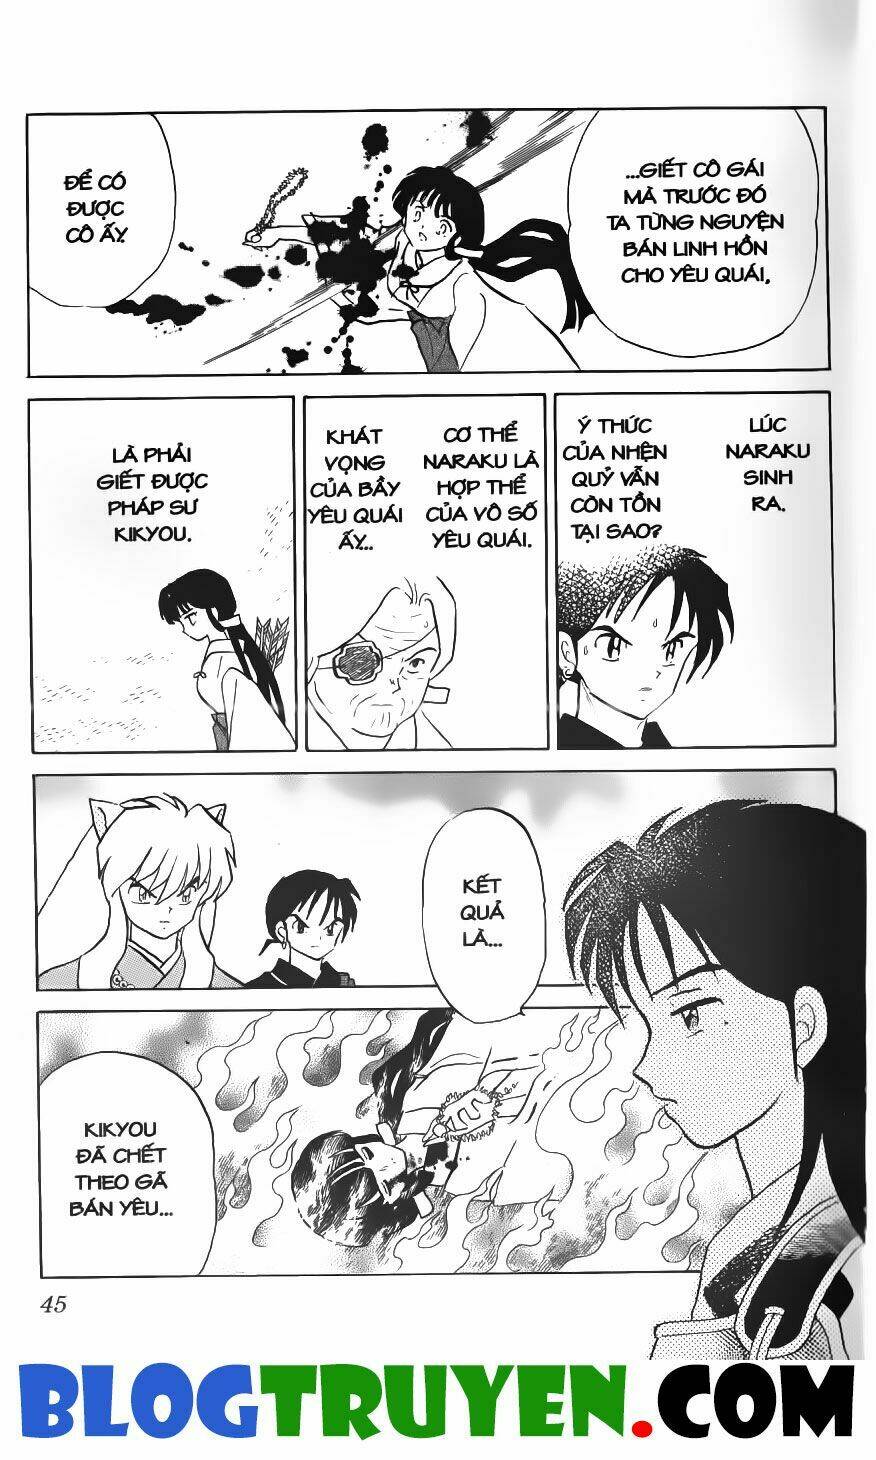 ...GIẾT CÔ GÁI
MÀ TRƯỚC ĐÓ
TA TỪNG NGUYỆN
BÁN LINH HỒN
CHO YÊU QUÁI,
ĐỂ CÓ
ĐƯỢC
CÔ ẤY.
LÚC
NARAKU
SINH
RA.
Ý THỨC
CỦA NHỆN
QUỶ VẪN
CÒN TỒN
TẠI SAO?
CƠ THỂ
NARAKU LÀ
HỢP THỂ
CỦA VÔ SỐ
YÊU QUÁI.
KHÁT
VỌNG
CỦA BẦY
YÊU QUÁI
ẤY...
LÀ PHẢI
GIẾT ĐƯỢC
PHÁP SƯ
KIKYOU.
KẾT
QUẢ
LÀ...
KIKYOU
ĐÃ CHẾT
THEO GÃ
BÁN YÊU...
45
BLOGTRUYEN.COM